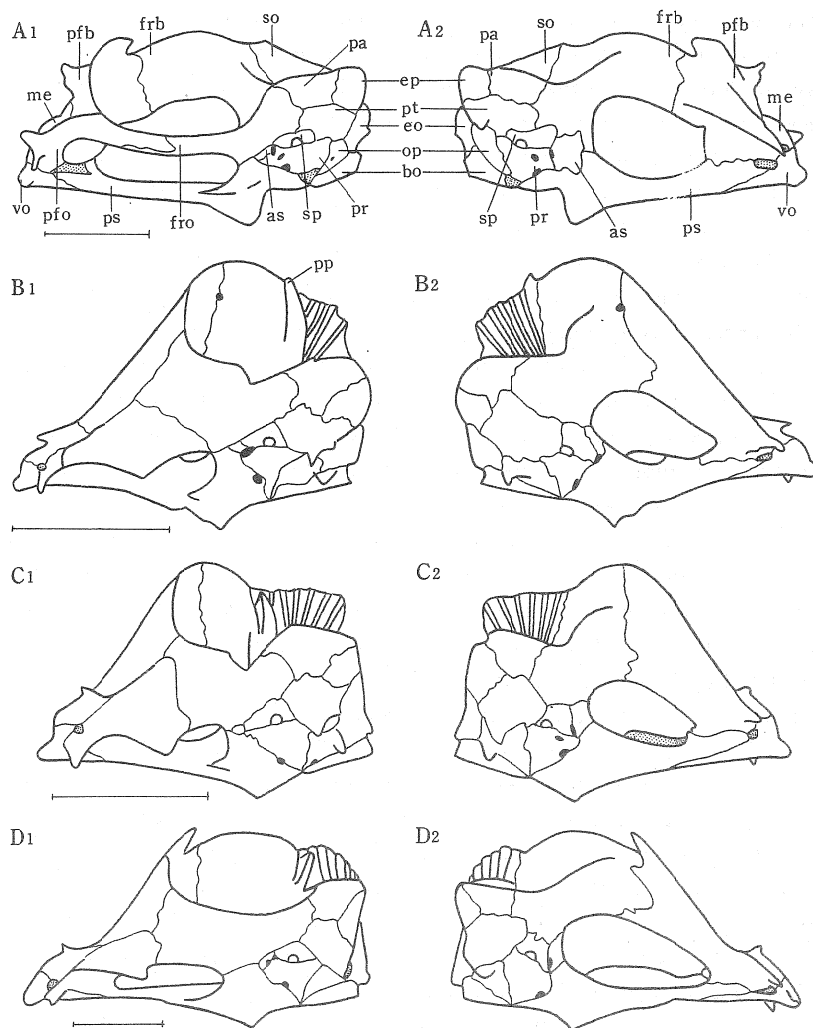 A1
pfb
frb
so
pa
me
vo
pfo
ps
fro
as
sp
pr
ep
pt
eo
op
bo
A2
pa
so
frb
pfb
me
sp
pr
as
ps
vo
B1
pp
B2
C1
C2
D1
D2